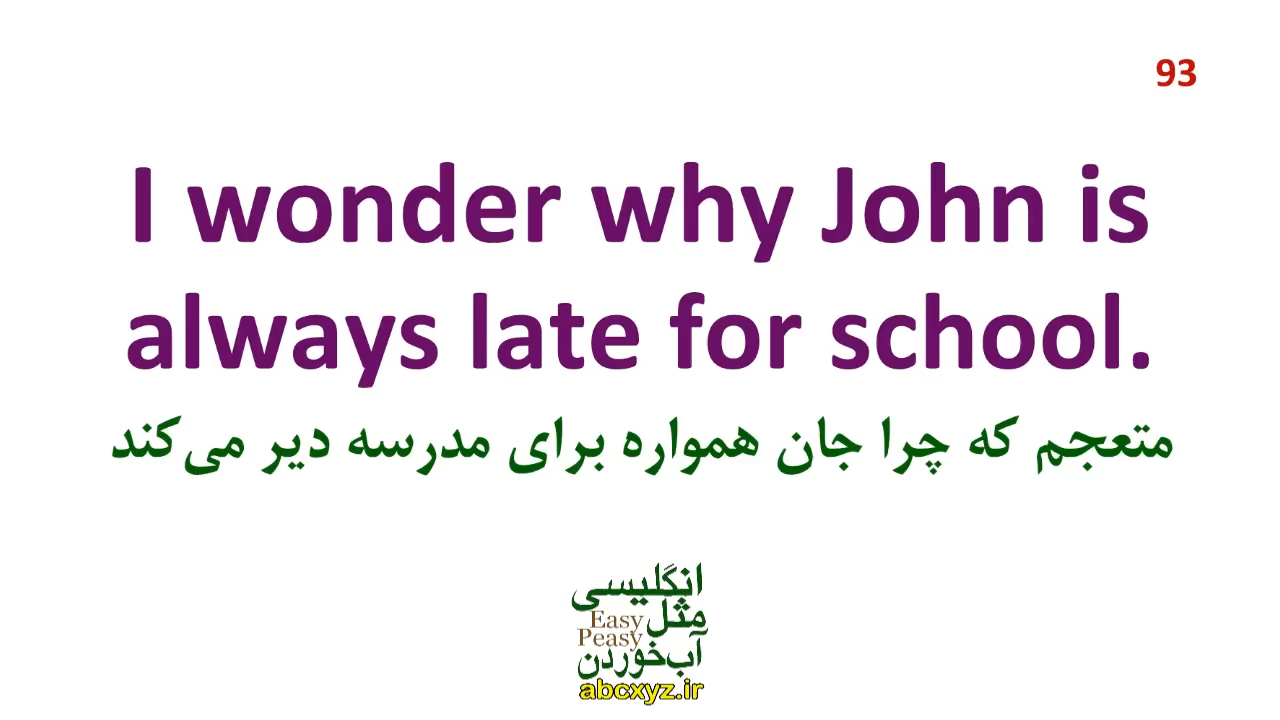 93
I wonder why John is
always late for school.
متعجم که چرا جان همواره برای مدرسه دیر می‌کند
انگلیسی
مثل
Easy
Peasy
آب‌خوردن
abcxyz.ir